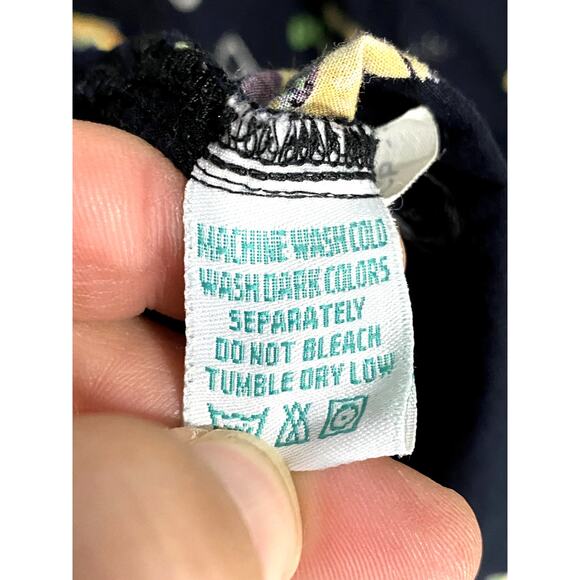 MACHINE WASH COLD
WASH DARK COLORS
SEPARATELY
DO NOT BLEACH
TUMBLE DRY LOW